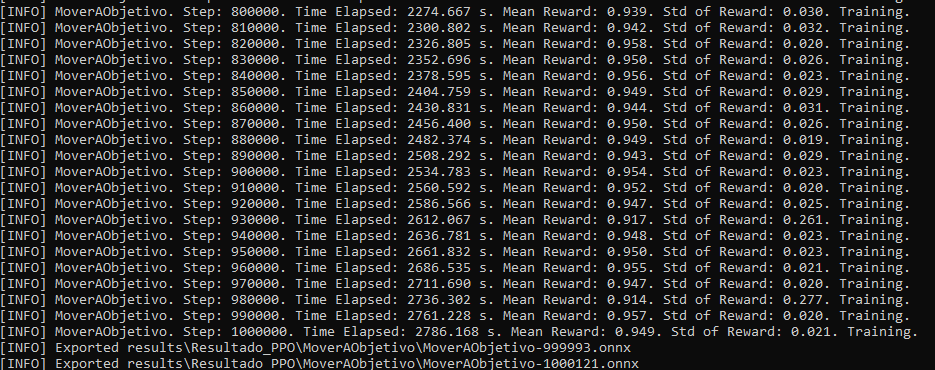 [INFO] MoverAObjetivo. Step: 800000. Time Elapsed: 2274.667 s. Mean Reward: 0.939. Std of Reward: 0.030. Training.
[INFO] MoverAObjetivo. Step: 810000. Time Elapsed: 2300.802 s. Mean Reward: 0.942. Std of Reward: 0.032. Training.
[INFO] MoverAObjetivo. Step: 820000. Time Elapsed: 2326.805 s. Mean Reward: 0.958. Std of Reward: 0.020. Training.
[INFO] MoverAObjetivo. Step: 830000. Time Elapsed: 2352.696 s. Mean Reward: 0.950. Std of Reward: 0.026. Training.
[INFO] MoverAObjetivo. Step: 840000. Time Elapsed: 2378.595 s. Mean Reward: 0.956. Std of Reward: 0.023. Training.
[INFO] MoverAObjetivo. Step: 850000. Time Elapsed: 2404.759 s. Mean Reward: 0.949. Std of Reward: 0.029. Training.
[INFO] MoverAObjetivo. Step: 860000. Time Elapsed: 2430.831 s. Mean Reward: 0.944. Std of Reward: 0.031. Training.
[INFO] MoverAObjetivo. Step: 870000. Time Elapsed: 2456.400 s. Mean Reward: 0.950. Std of Reward: 0.026. Training.
[INFO] MoverAObjetivo. Step: 880000. Time Elapsed: 2482.374 s. Mean Reward: 0.949. Std of Reward: 0.019. Training.
[INFO] MoverAObjetivo. Step: 890000. Time Elapsed: 2508.292 s. Mean Reward: 0.943. Std of Reward: 0.029. Training.
[INFO] MoverAObjetivo. Step: 900000. Time Elapsed: 2534.783 s. Mean Reward: 0.954. Std of Reward: 0.023. Training.
[INFO] MoverAObjetivo. Step: 910000. Time Elapsed: 2560.592 s. Mean Reward: 0.952. Std of Reward: 0.020. Training.
[INFO] MoverAObjetivo. Step: 920000. Time Elapsed: 2586.566 s. Mean Reward: 0.947. Std of Reward: 0.025. Training.
[INFO] MoverAObjetivo. Step: 930000. Time Elapsed: 2612.067 s. Mean Reward: 0.917. Std of Reward: 0.261. Training.
[INFO] MoverAObjetivo. Step: 940000. Time Elapsed: 2636.781 s. Mean Reward: 0.948. Std of Reward: 0.023. Training.
[INFO] MoverAObjetivo. Step: 950000. Time Elapsed: 2661.832 s. Mean Reward: 0.950. Std of Reward: 0.023. Training.
[INFO] MoverAObjetivo. Step: 960000. Time Elapsed: 2686.535 s. Mean Reward: 0.955. Std of Reward: 0.021. Training.
[INFO] MoverAObjetivo. Step: 970000. Time Elapsed: 2711.690 s. Mean Reward: 0.947. Std of Reward: 0.020. Training.
[INFO] MoverAObjetivo. Step: 980000. Time Elapsed: 2736.302 s. Mean Reward: 0.914. Std of Reward: 0.277. Training.
[INFO] MoverAObjetivo. Step: 990000. Time Elapsed: 2761.228 s. Mean Reward: 0.957. Std of Reward: 0.020. Training.
[INFO] MoverAObjetivo. Step: 1000000. Time Elapsed: 2786.168 s. Mean Reward: 0.949. Std of Reward: 0.021. Training.
[INFO] Exported results\Resultado_PPO\MoverAObjetivo\MoverAObjetivo-999993.onnx
[INFO] Exported results\Resultado_PPO\MoverAObjetivo\MoverAObjetivo-1000121.onnx